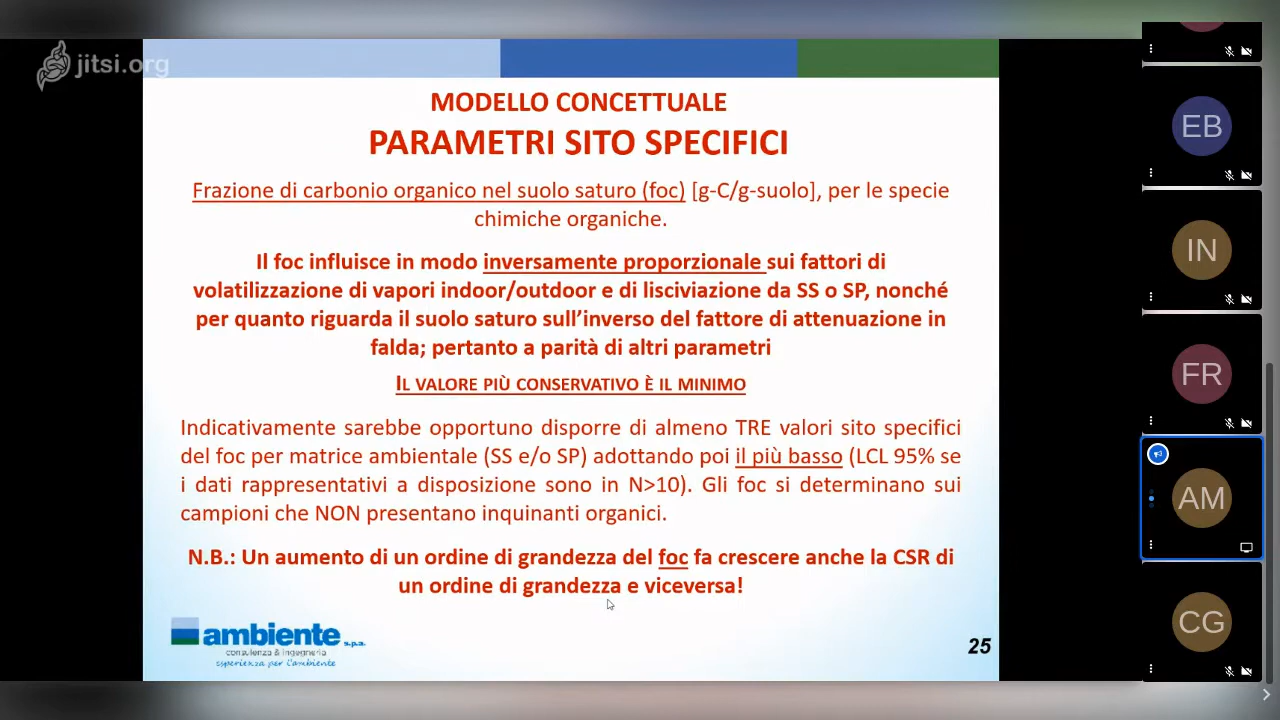 jitsi.org
MODELLO CONCETTUALE
PARAMETRI SITO SPECIFICI
Frazione di carbonio organico nel suolo saturo (foc) [g-C/g-suolo], per le specie
chimiche organiche.
Il foc influisce in modo inversamente proporzionale sui fattori di
volatilizzazione di vapori indoor/outdoor e di lisciviazione da SS o SP, nonché
per quanto riguarda il suolo saturo sull’inverso del fattore di attenuazione in
falda; pertanto a parità di altri parametri
IL VALORE PIÙ CONSERVATIVO È IL MINIMO
Indicativamente sarebbe opportuno disporre di almeno TRE valori sito specifici
del foc per matrice ambientale (SS e/o SP) adottando poi il più basso (LCL 95% se
i dati rappresentativi a disposizione sono in N>10). Gli foc si determinano sui
campioni che NON presentano inquinanti organici.
N.B.: Un aumento di un ordine di grandezza del foc fa crescere anche la CSR di
un ordine di grandezza e viceversa!
ambiente s.p.a.
consulenza & ingegneria
esperienza per l'ambiente
25
EB
IN
FR
AM
CG